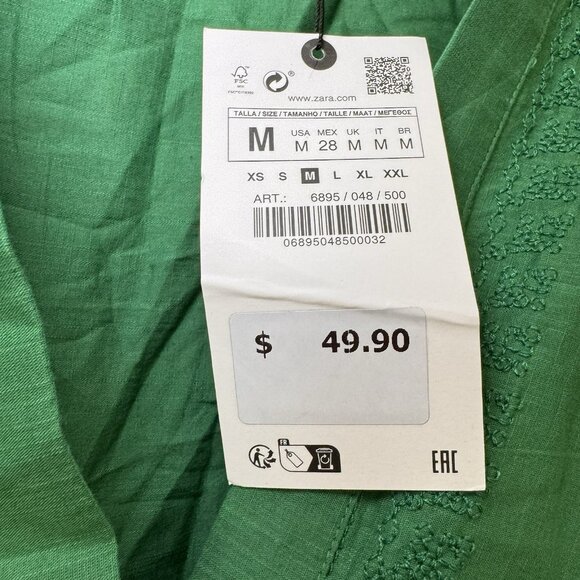 FSC
www.zara.com
TALLA / SIZE / TAMANHO / TAILLE / MAAT / ΜΕΓΕΘΟΣ
M USA MEX UK IT BR
M 28 M M M
XS S M L XL XXL
ART.: 6895 / 048 / 500
06895048500032
$ 49.90
FR
EAC